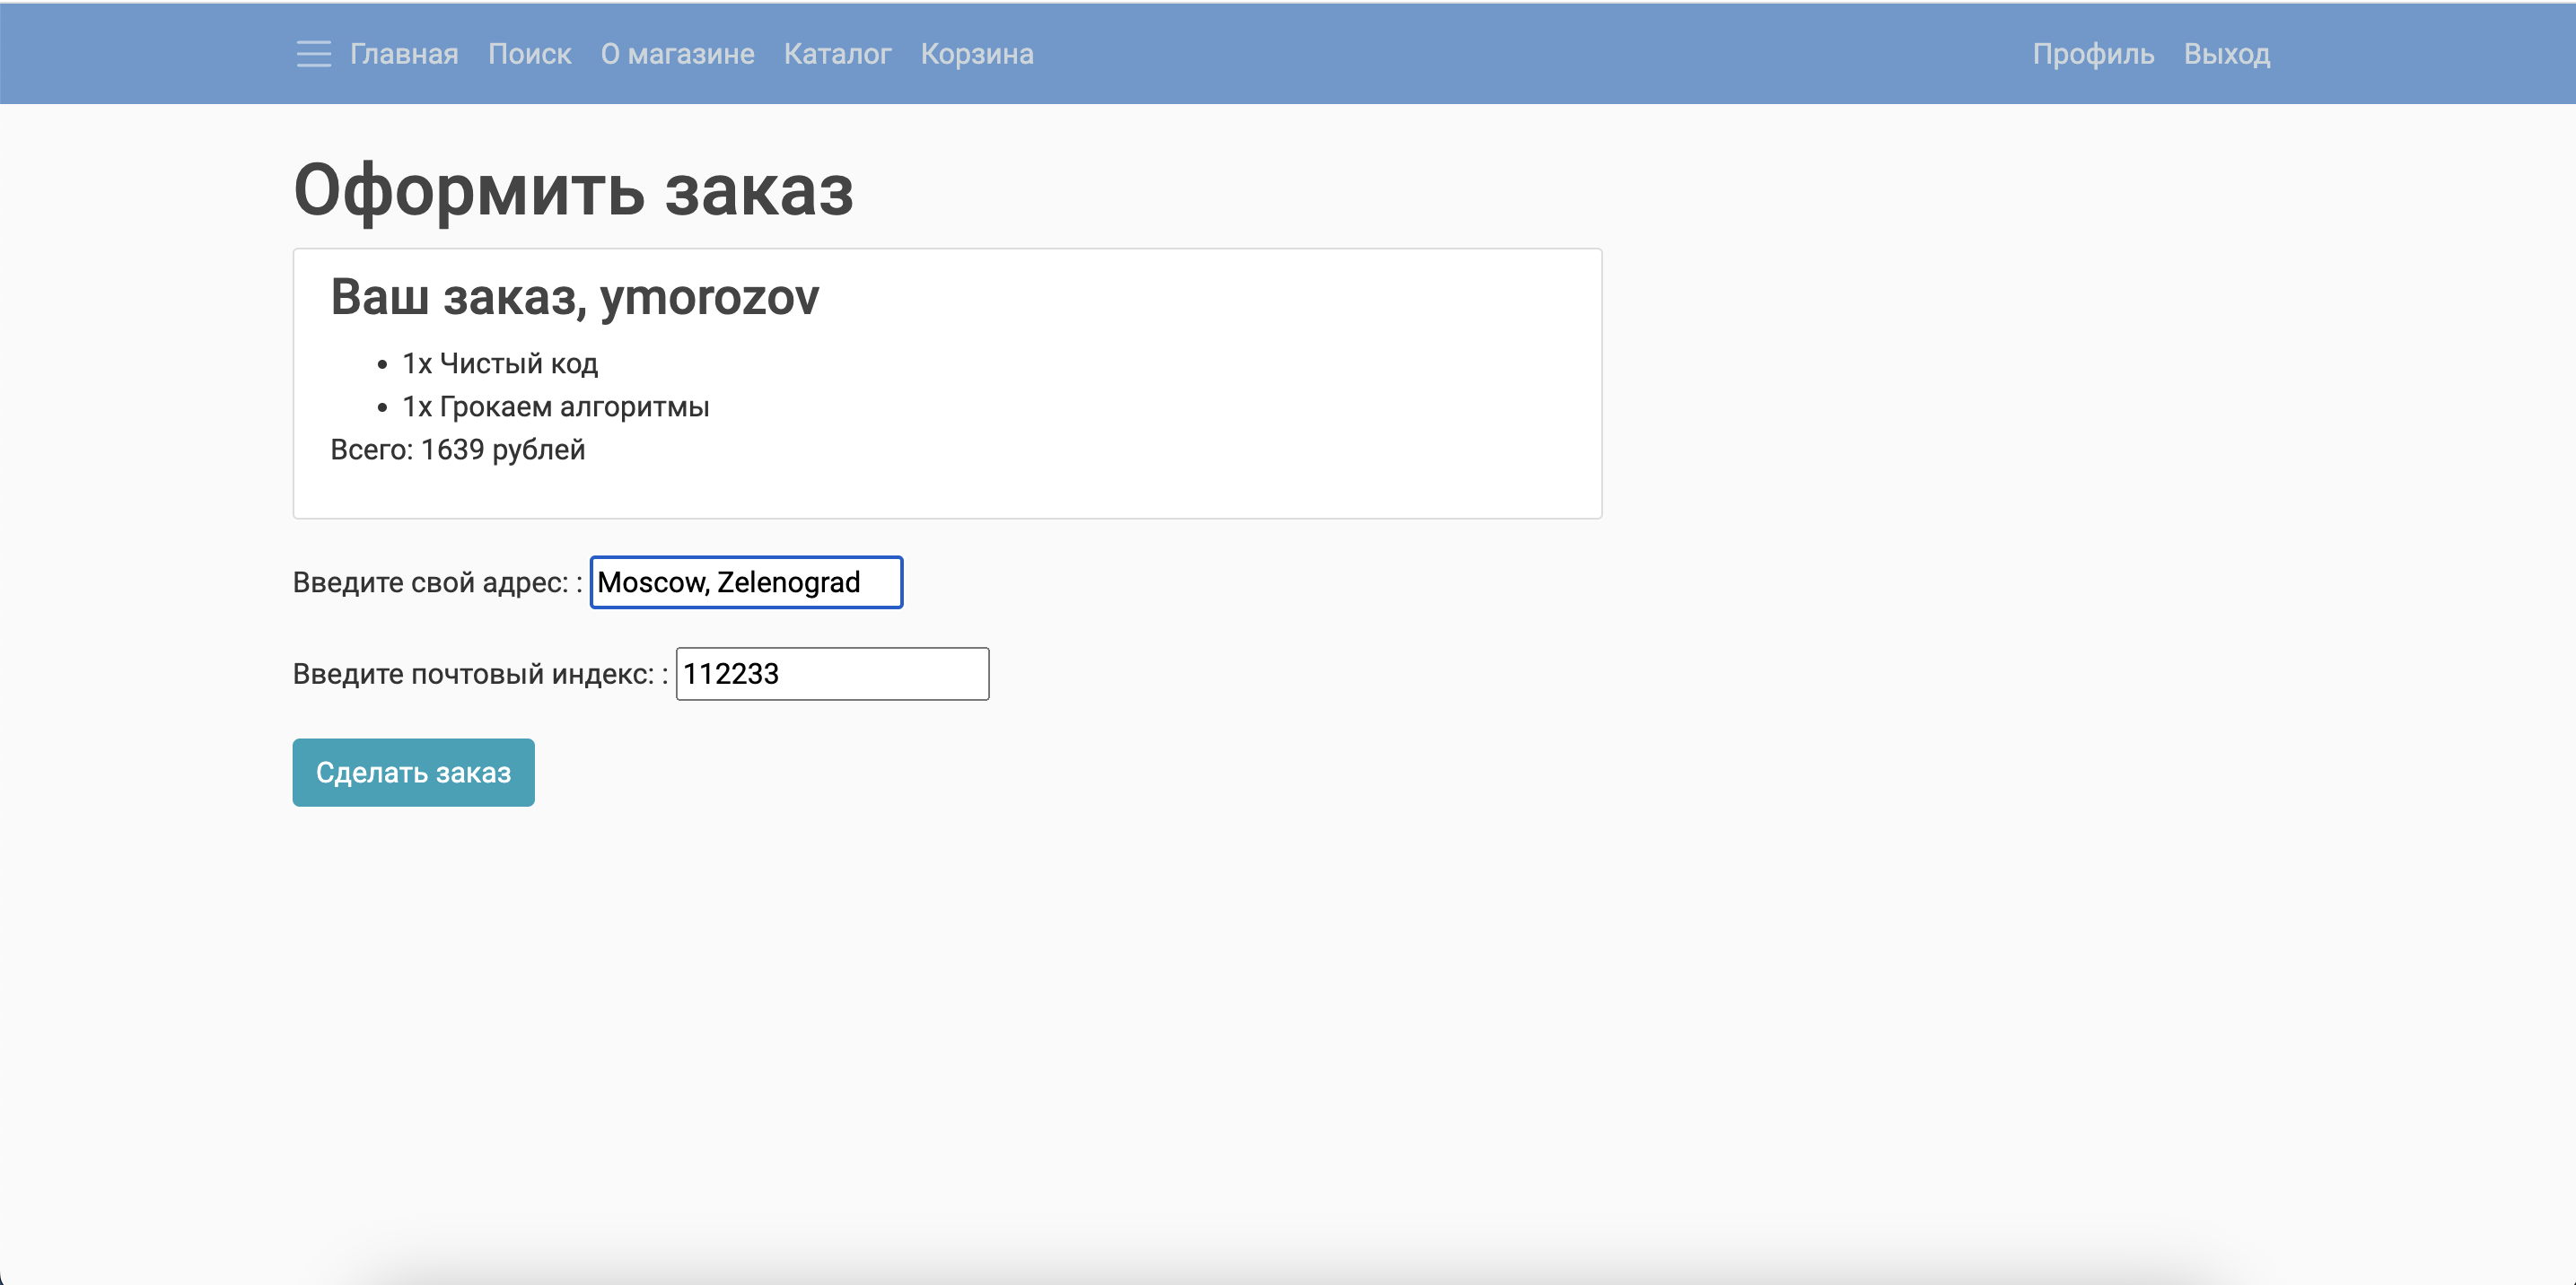 Главная Поиск О магазине Каталог Корзина Профиль Выход
Оформить заказ
Ваш заказ, ymorozov
• 1x Чистый код
• 1x Грокаем алгоритмы
Всего: 1639 рублей
Введите свой адрес: : Moscow, Zelenograd
Введите почтовый индекс: : 112233
Сделать заказ